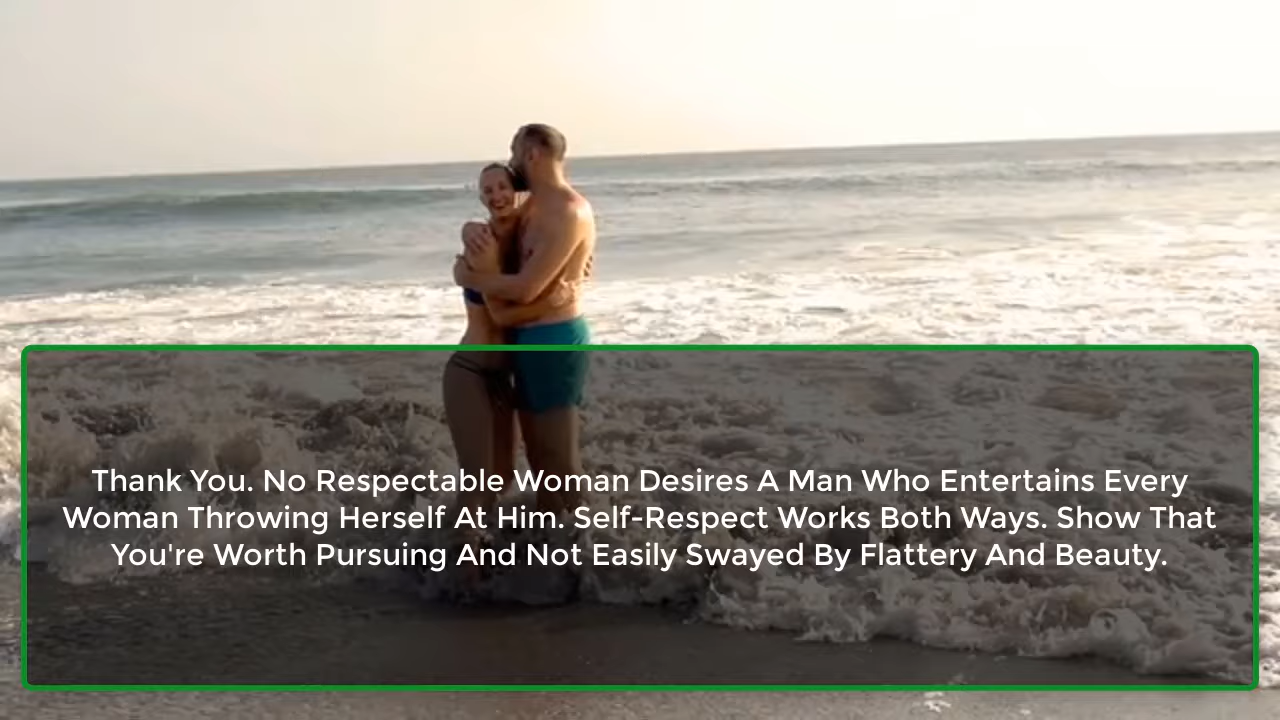 Thank You. No Respectable Woman Desires A Man Who Entertains Every
Woman Throwing Herself At Him. Self-Respect Works Both Ways. Show That
You're Worth Pursuing And Not Easily Swayed By Flattery And Beauty.